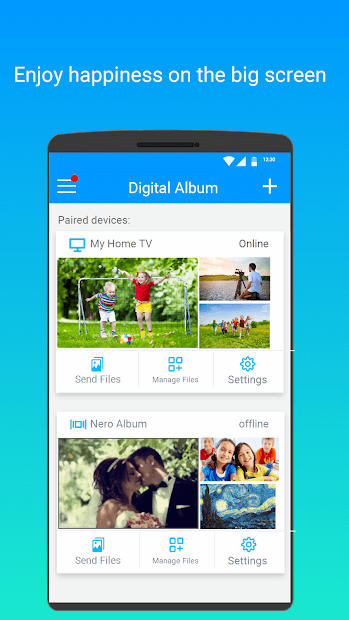 Enjoy happiness on the big screen
12:30
Digital Album
Paired devices:
My Home TV Online
Send Files Manage Files Settings
Nero Album offline
Send Files Manage Files Settings